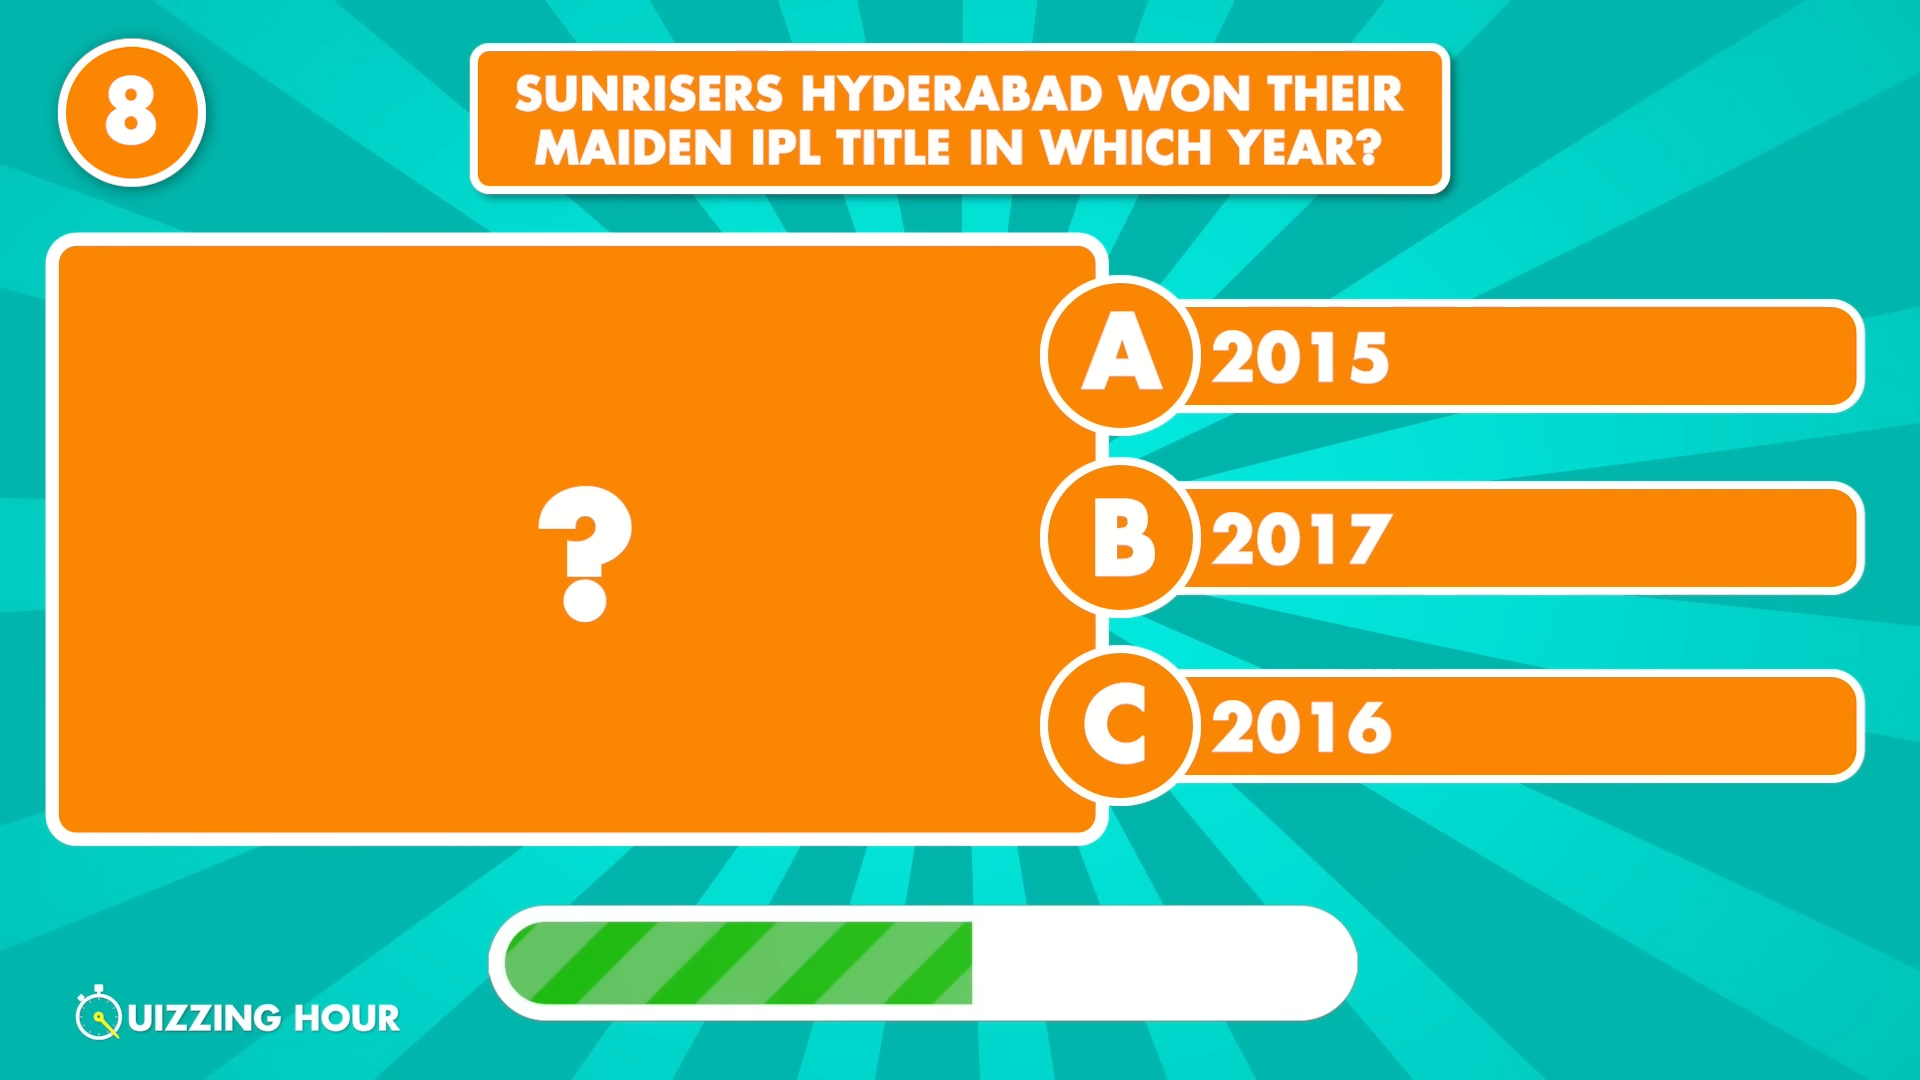 8
SUNRISERS HYDERABAD WON THEIR
MAIDEN IPL TITLE IN WHICH YEAR?
?
A 2015
B 2017
C 2016
QUIZZING HOUR